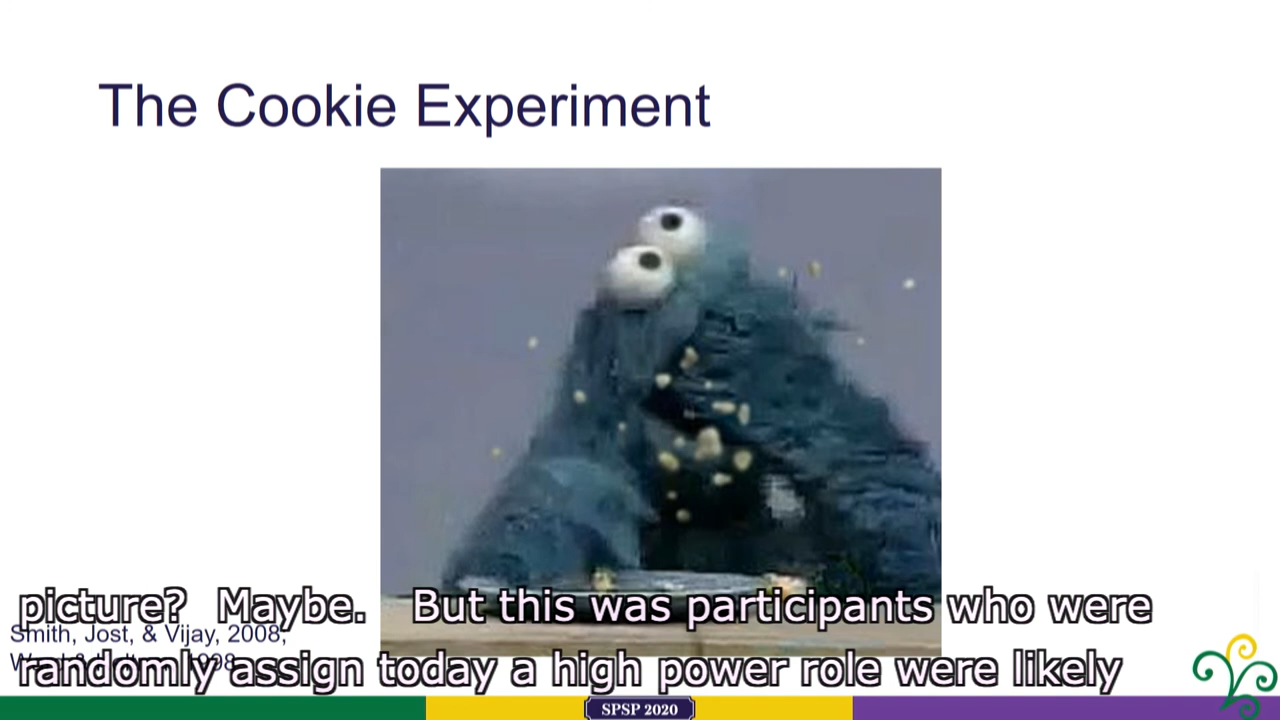 The Cookie Experiment
picture? Maybe. But this was participants who were
Smith, Jost, & Vijay, 2008;
randomly assign today a high power role were likely
SPSP 2020